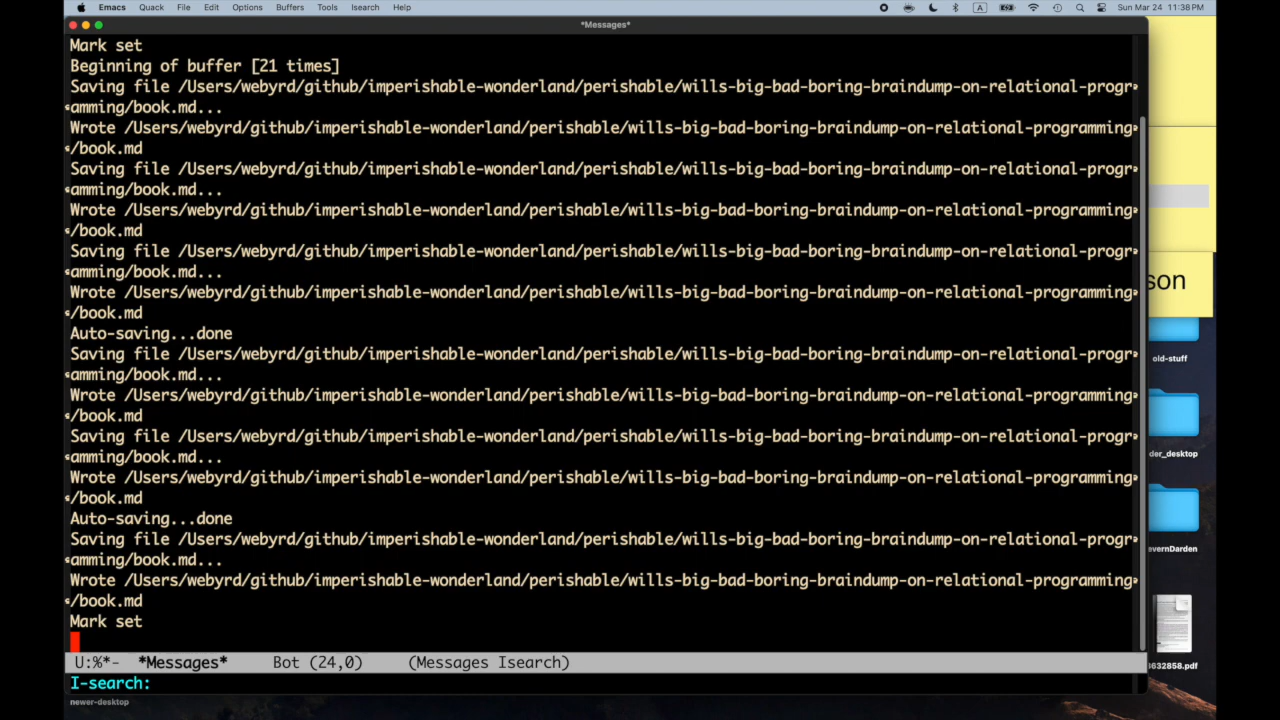 Emacs Quack File Edit Options Buffers Tools Isearch Help Sun Mar 24 11:38 PM
*Messages*
Mark set
Beginning of buffer [21 times]
Saving file /Users/webyrd/github/imperishable-wonderland/perishable/wills-big-bad-boring-braindump-on-relational-progr
amming/book.md...
Wrote /Users/webyrd/github/imperishable-wonderland/perishable/wills-big-bad-boring-braindump-on-relational-programming
/book.md
Saving file /Users/webyrd/github/imperishable-wonderland/perishable/wills-big-bad-boring-braindump-on-relational-progr
amming/book.md...
Wrote /Users/webyrd/github/imperishable-wonderland/perishable/wills-big-bad-boring-braindump-on-relational-programming
/book.md
Saving file /Users/webyrd/github/imperishable-wonderland/perishable/wills-big-bad-boring-braindump-on-relational-progr
amming/book.md...
Wrote /Users/webyrd/github/imperishable-wonderland/perishable/wills-big-bad-boring-braindump-on-relational-programming
/book.md
Auto-saving...done
Saving file /Users/webyrd/github/imperishable-wonderland/perishable/wills-big-bad-boring-braindump-on-relational-progr
amming/book.md...
Wrote /Users/webyrd/github/imperishable-wonderland/perishable/wills-big-bad-boring-braindump-on-relational-programming
/book.md
Saving file /Users/webyrd/github/imperishable-wonderland/perishable/wills-big-bad-boring-braindump-on-relational-progr
amming/book.md...
Wrote /Users/webyrd/github/imperishable-wonderland/perishable/wills-big-bad-boring-braindump-on-relational-programming
/book.md
Auto-saving...done
Saving file /Users/webyrd/github/imperishable-wonderland/perishable/wills-big-bad-boring-braindump-on-relational-progr
amming/book.md...
Wrote /Users/webyrd/github/imperishable-wonderland/perishable/wills-big-bad-boring-braindump-on-relational-programming
/book.md
Mark set
U:%*- *Messages* Bot (24,0) (Messages Isearch)
I-search:
newer-desktop
son
old-stuff
der_desktop
evernDarden
632858.pdf